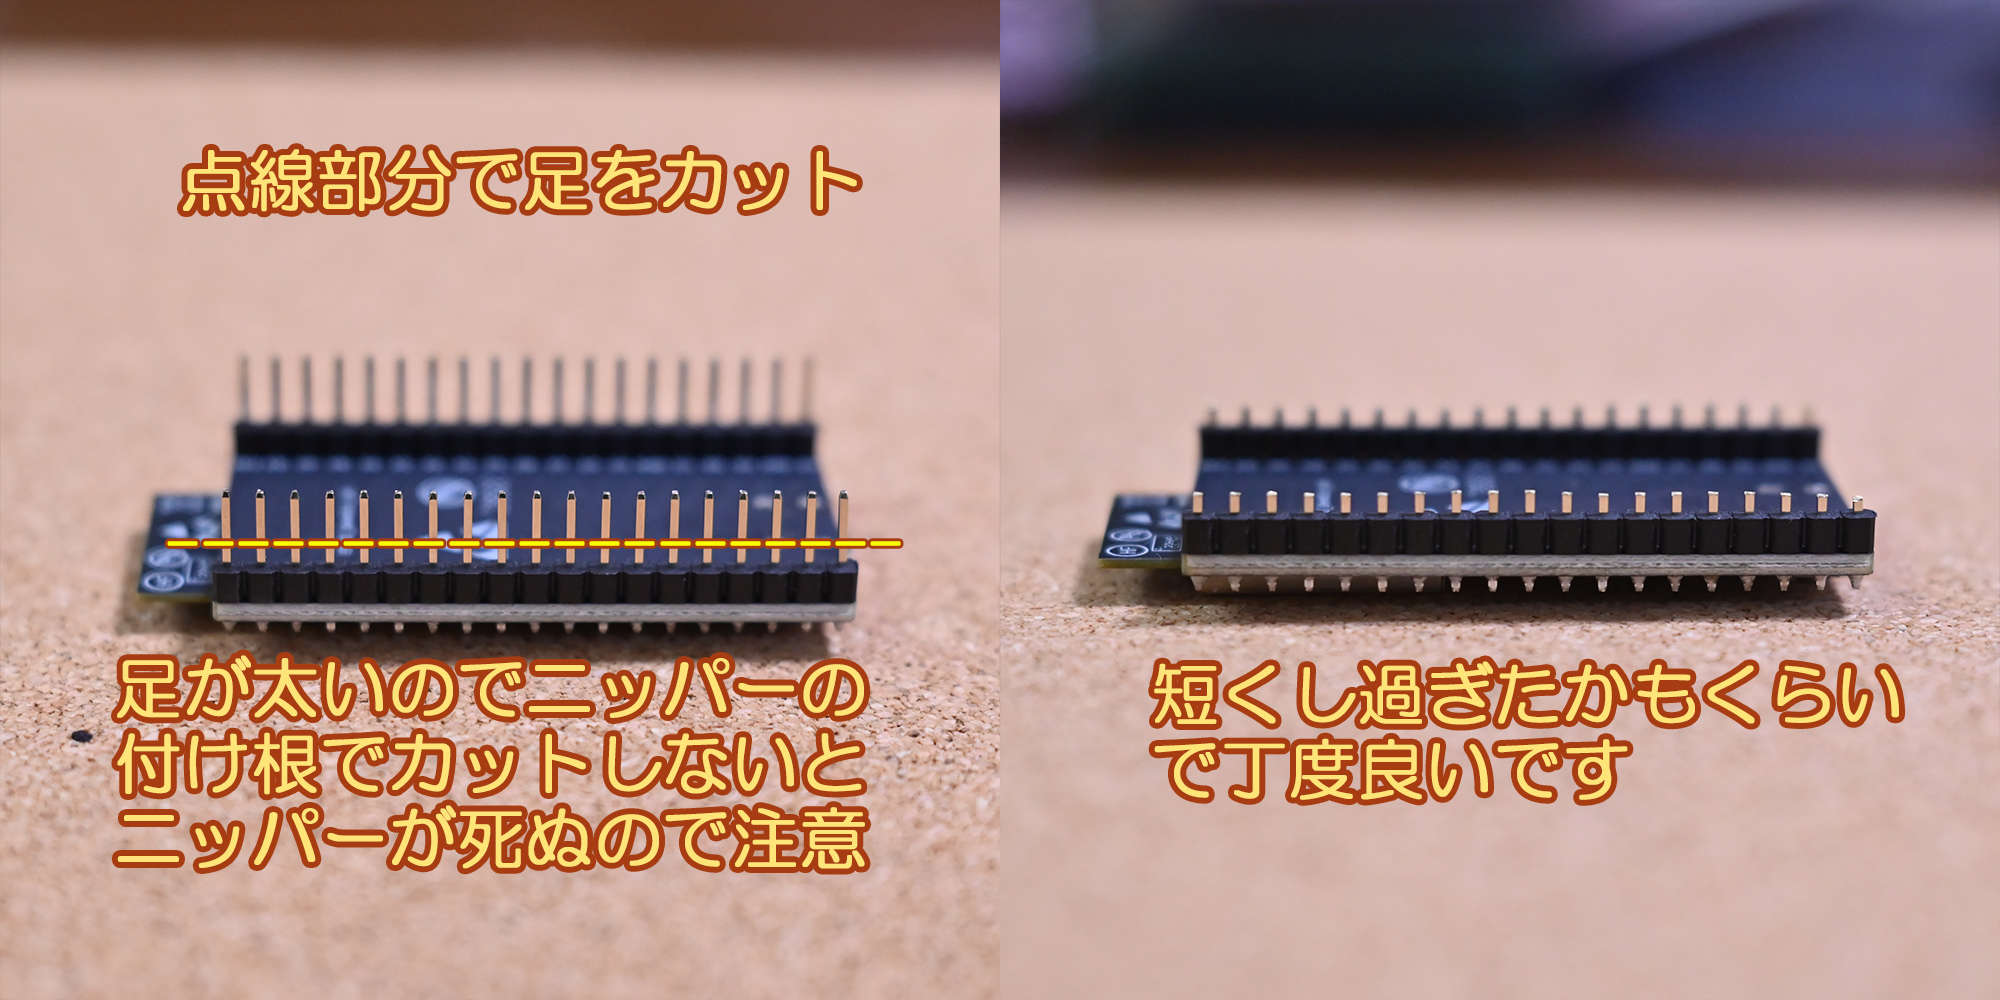 点線部分で足をカット
足が太いのでニッパーの
付け根でカットしないと
ニッパーが死ぬので注意
短くし過ぎたかもくらい
で丁度良いです